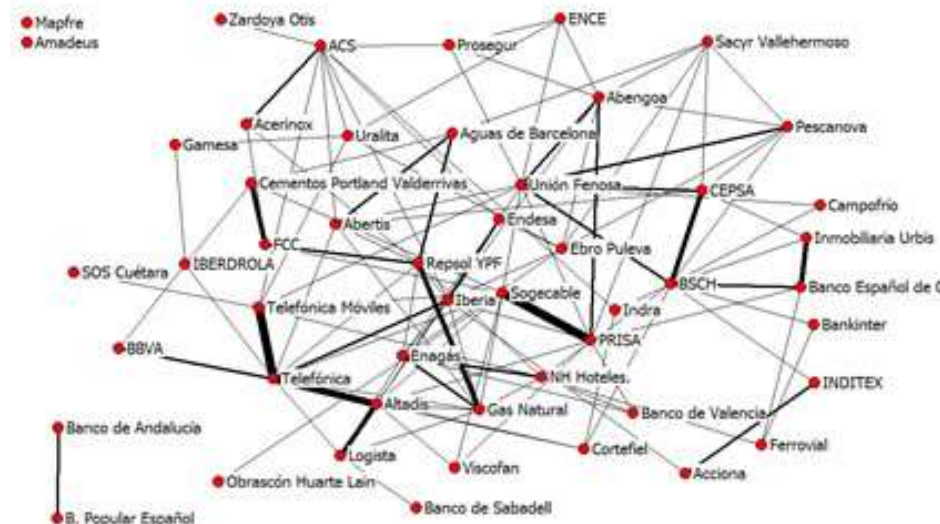 Mapfre
Amadeus
Zardoya Otis
ENCE
ACS
Prosegur
Sacyr Vallehermoso
Abengoa
Acerinox
Uralita
Aguas de Barcelona
Pescanova
Gamesa
Cementos Portland Valderrivas
Unión Fenosa
CEPSA
Campofrío
Abertis
Endesa
Inmobiliaria Urbis
FCC
Ebro Puleva
SOS Cuétara
IBERDROLA
Repsol YPF
BSCH
Banco Español de C
Iberia
Sogecable
Telefónica Móviles
Indra
Bankinter
BBVA
PRISA
Enagás
Telefónica
NH Hoteles.
INDITEX
Altadis
Gas Natural
Banco de Valencia
Banco de Andalucía
Logista
Cortefiel
Ferrovial
Viscofan
Acciona
Obrascón Huarte Lain
Banco de Sabadell
B. Popular Español